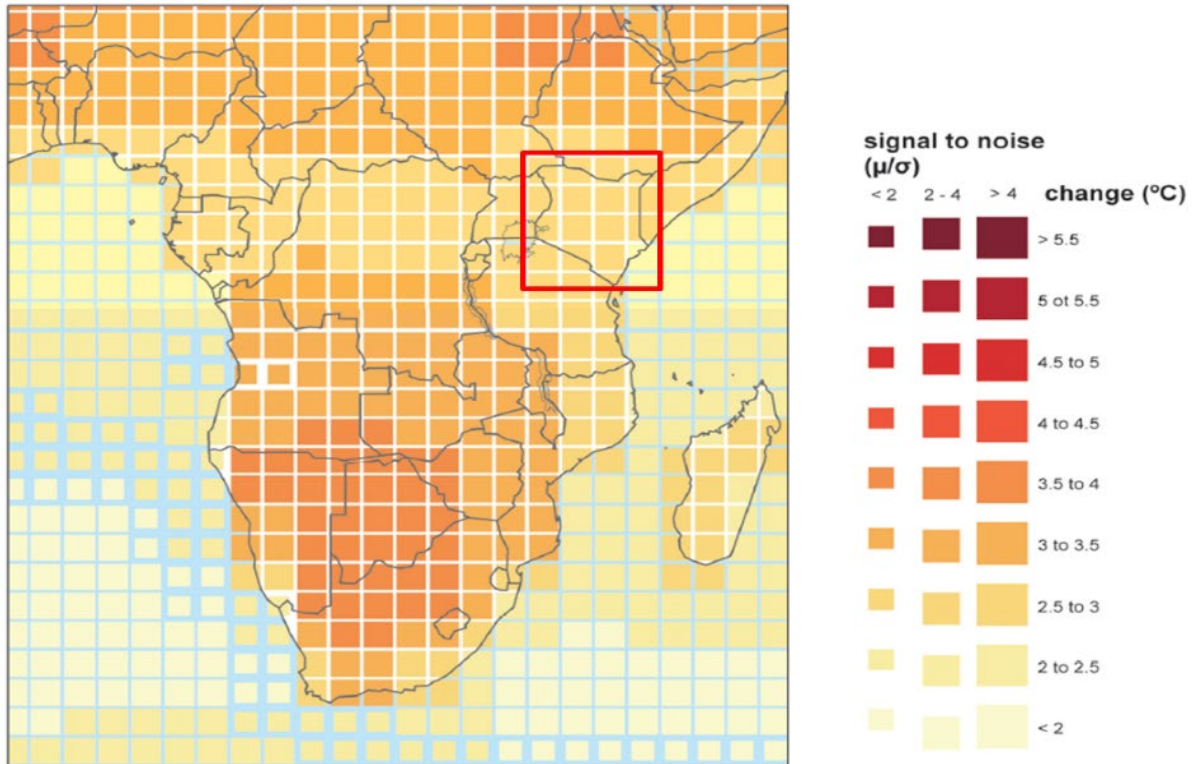 signal to noise
(μ/σ)
< 2 2 - 4 > 4 change (ºC)
> 5.5
5 ot 5.5
4.5 to 5
4 to 4.5
3.5 to 4
3 to 3.5
2.5 to 3
2 to 2.5
< 2